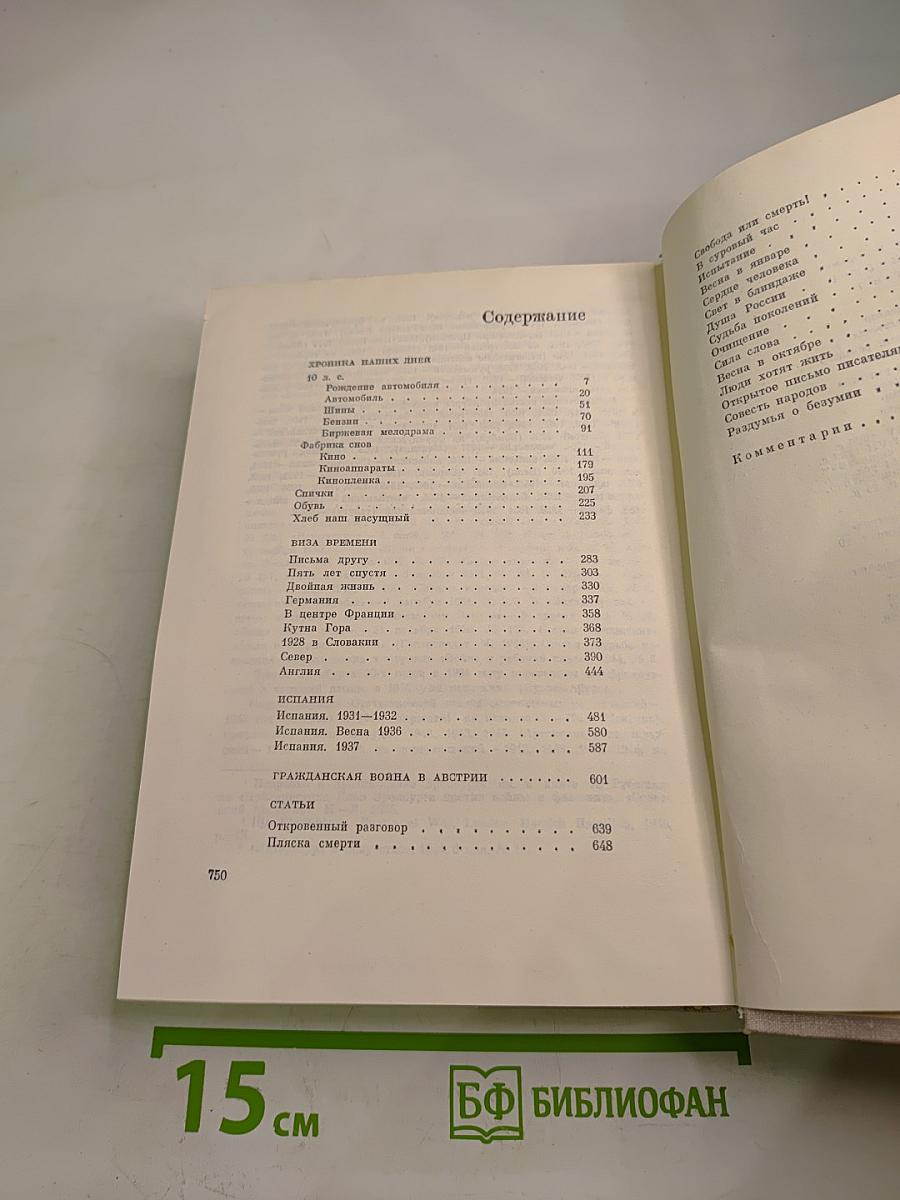 Содержание
ХРОНИКА НАШИХ ДНЕЙ
10 л. с.
Рождение автомобиля . . . . . . . . . 7
Автомобиль . . . . . . . . . . . . . 20
Шины . . . . . . . . . . . . . . . 51
Бензин . . . . . . . . . . . . . . . 70
Биржевая мелодрама . . . . . . . . . 91
Фабрика снов
Кино . . . . . . . . . . . . . . . 111
Киноаппараты . . . . . . . . . . . . 179
Кинопленка . . . . . . . . . . . . . 195
Спички . . . . . . . . . . . . . . . 207
Обувь . . . . . . . . . . . . . . . 225
Хлеб наш насущный . . . . . . . . . 233
ВИЗА ВРЕМЕНИ
Письма другу . . . . . . . . . . . . 283
Пять лет спустя . . . . . . . . . . . 303
Двойная жизнь . . . . . . . . . . . . 330
Германия . . . . . . . . . . . . . . 337
В центре Франции . . . . . . . . . . 358
Кутна Гора . . . . . . . . . . . . . 368
1928 в Словакии . . . . . . . . . . . 373
Север . . . . . . . . . . . . . . . 390
Англия . . . . . . . . . . . . . . . 444
ИСПАНИЯ
Испания. 1931—1932 . . . . . . . . . 481
Испания. Весна 1936 . . . . . . . . . 580
Испания. 1937 . . . . . . . . . . . . 587
ГРАЖДАНСКАЯ ВОЙНА В АВСТРИИ . . . . . . . . 601
СТАТЬИ
Откровенный разговор . . . . . . . . . . 639
Пляска смерти . . . . . . . . . . . . . 648
750
Свобода или смерть! . . . .
В суровый час . . . . . .
Испытание . . . . . . .
Весна в январе . . . . .
Сердце человека . . . . .
Свет в блиндаже . . . . .
Душа России . . . . . .
Судьба поколений . . . .
Очищение . . . . . . .
Сила слова . . . . . . .
Весна в октябре . . . . .
Люди хотят жить . . . .
Открытое письмо писателя
Совесть народов . . . .
Раздумья о безумии . . .
Комментарии . . .
15 см
БФ БИБЛИОФАН